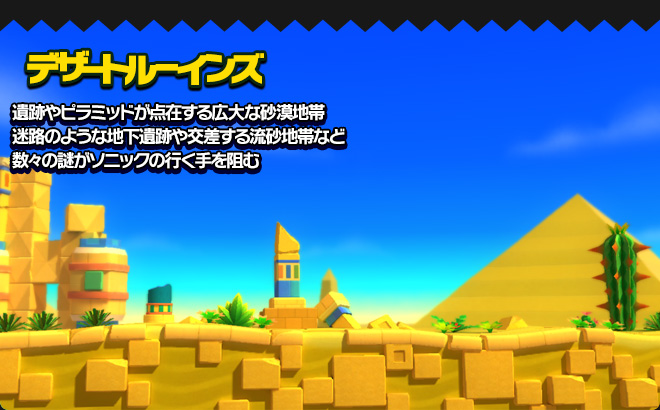 デザートルーインズ
遺跡やピラミッドが点在する広大な砂漠地帯
迷路のような地下遺跡や交差する流砂地帯など
数々の謎がソニックの行く手を阻む